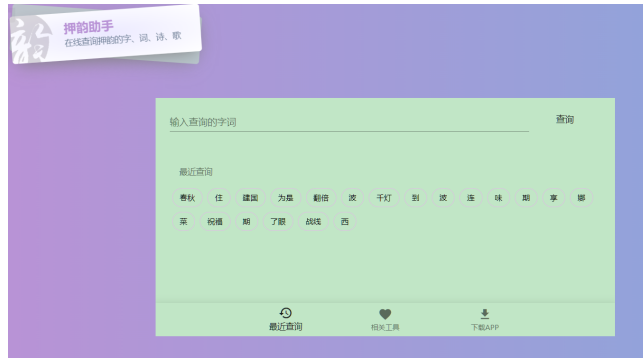 韵
押韵助手
在线查询押韵的字、词、诗、歌
输入查询的字词 查询
最近查询
春秋 住 建国 为是 翻倍 波 千灯 到 波 连 味 期 享 娜
菜 祝福 期 了眼 战线 西
最近查询 相关工具 下载APP